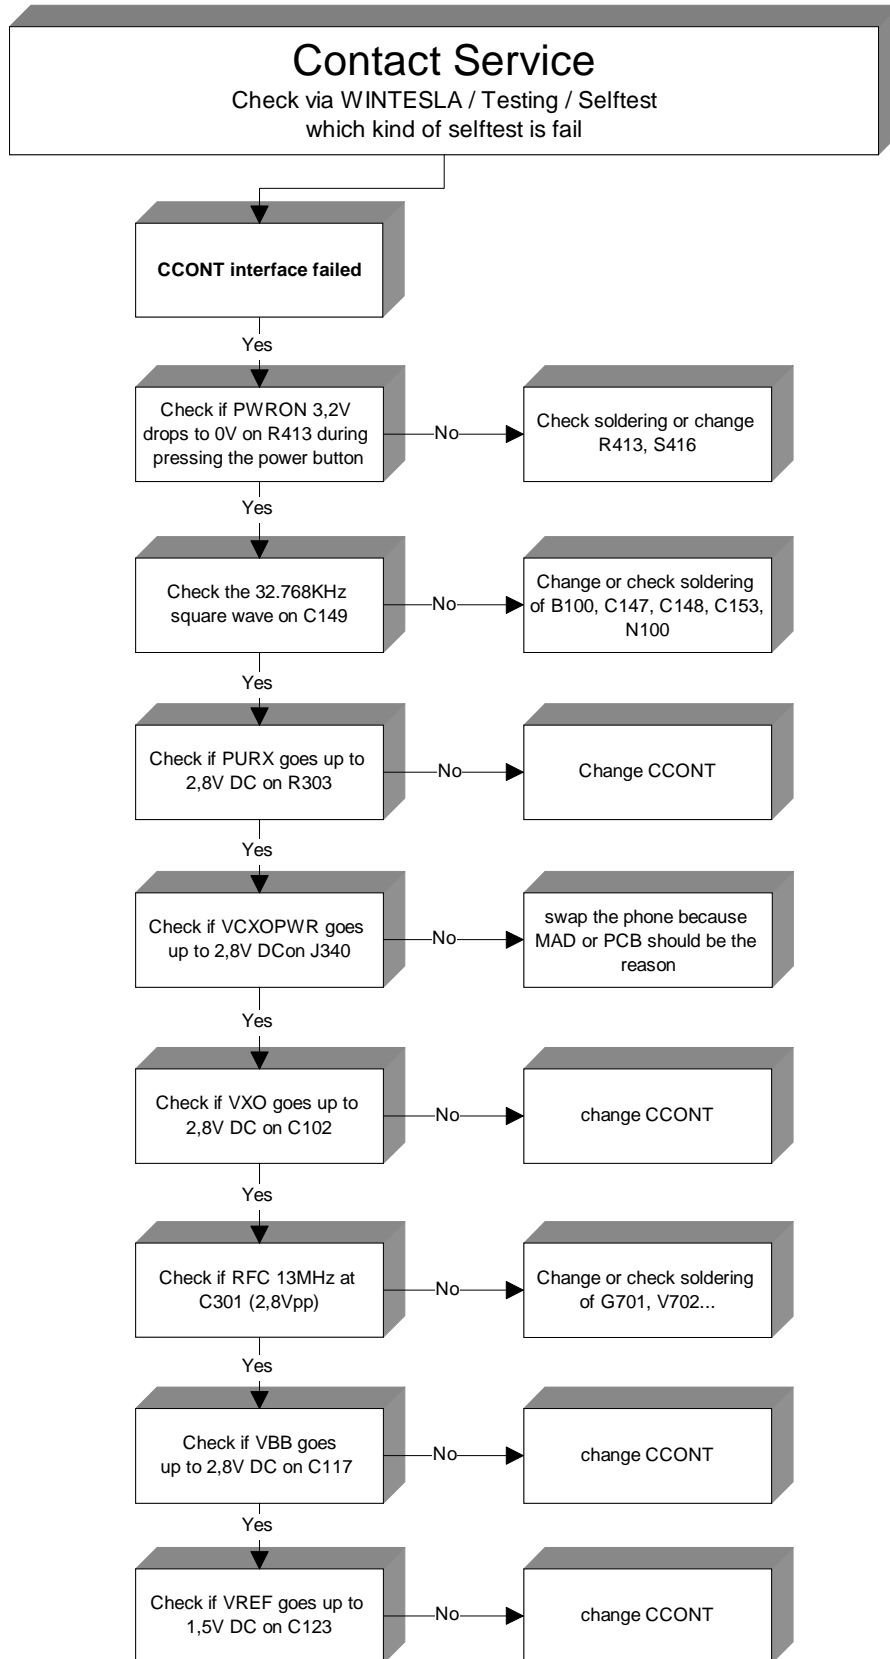 Contact Service
Check via WINTESLA / Testing / Selftest
which kind of selftest is fail
CCONT interface failed
Yes
Check if PWRON 3,2V
drops to 0V on R413 during
pressing the power button
No
Check soldering or change
R413, S416
Yes
Check the 32.768KHz
square wave on C149
No
Change or check soldering
of B100, C147, C148, C153,
N100
Yes
Check if PURX goes up to
2,8V DC on R303
No
Change CCONT
Yes
Check if VCXOPWR goes
up to 2,8V DCon J340
No
swap the phone because
MAD or PCB should be the
reason
Yes
Check if VXO goes up to
2,8V DC on C102
No
change CCONT
Yes
Check if RFC 13MHz at
C301 (2,8Vpp)
No
Change or check soldering
of G701, V702...
Yes
Check if VBB goes
up to 2,8V DC on C117
No
change CCONT
Yes
Check if VREF goes up to
1,5V DC on C123
No
change CCONT